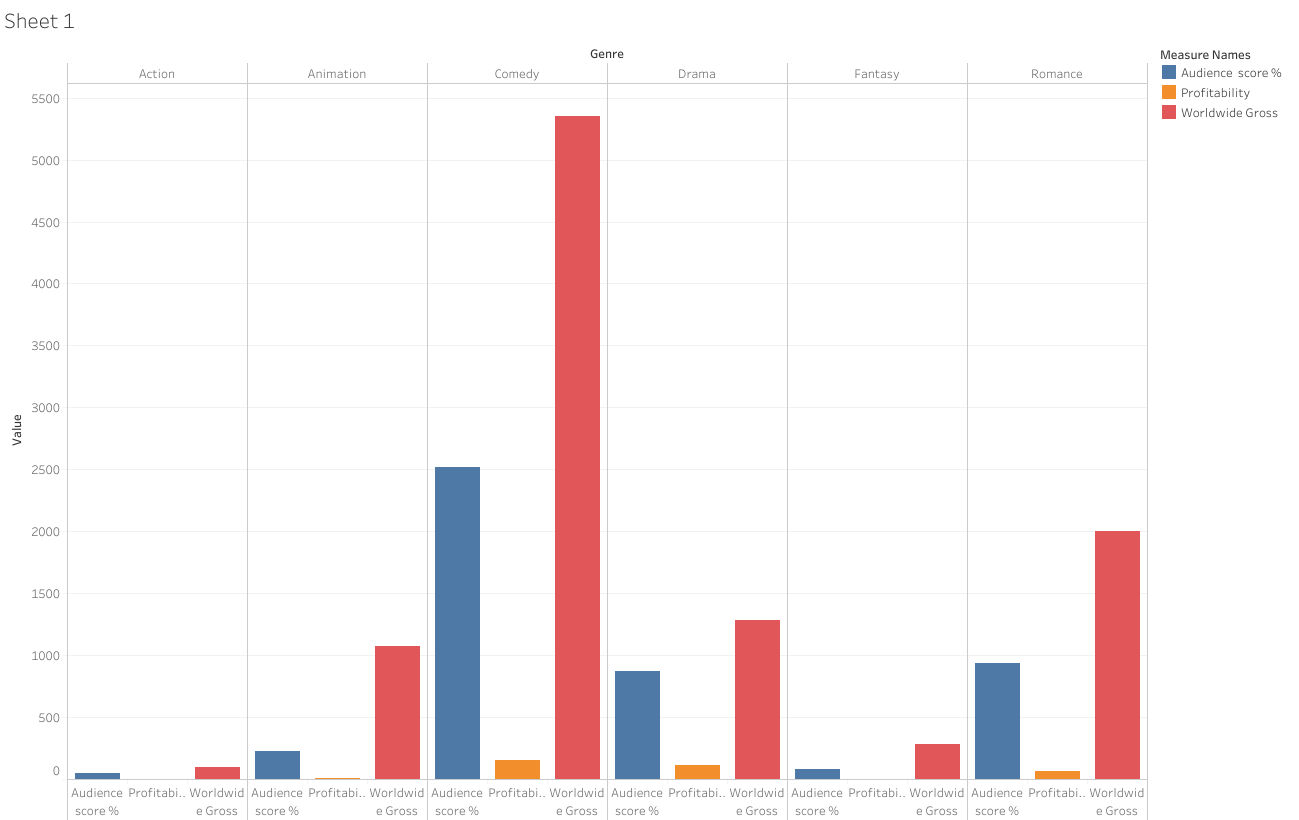 Sheet 1
Genre
Action Animation Comedy Drama Fantasy Romance
Measure Names
Audience score %
Profitability
Worldwide Gross
Value
5500
5000
4500
4000
3500
3000
2500
2000
1500
1000
500
0
Audience Profitabi.. Worldwid Audience Profitabi.. Worldwid Audience Profitabi.. Worldwid Audience Profitabi.. Worldwid Audience Profitabi.. Worldwid Audience Profitabi.. Worldwid
score % e Gross score % e Gross score % e Gross score % e Gross score % e Gross score % e Gross